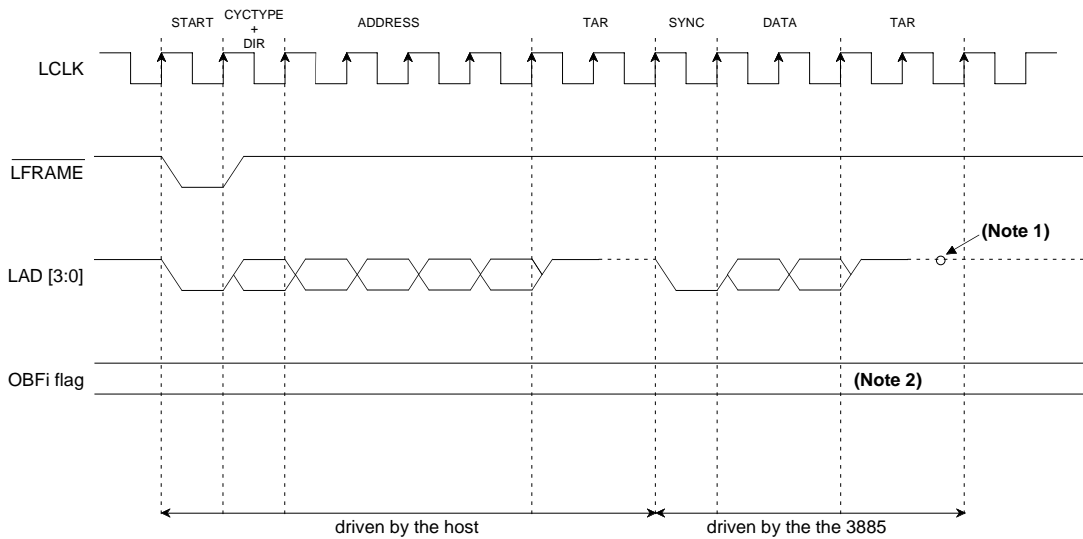 START
CYCTYPE
+
DIR
ADDRESS
TAR
SYNC
DATA
TAR
LCLK
LFRAME
(Note 1)
LAD [3:0]
OBFi flag
(Note 2)
driven by the host
driven by the the 3885